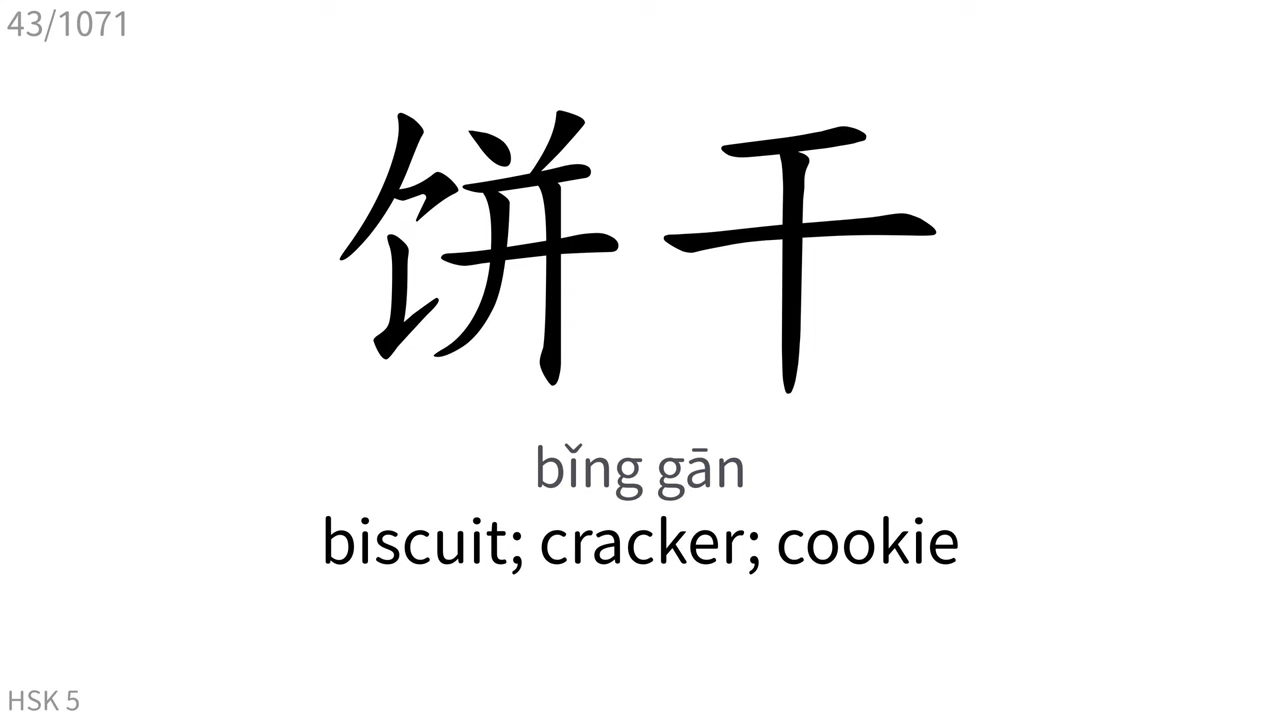 43/1071
饼干
bǐng gān
biscuit; cracker; cookie
HSK 5